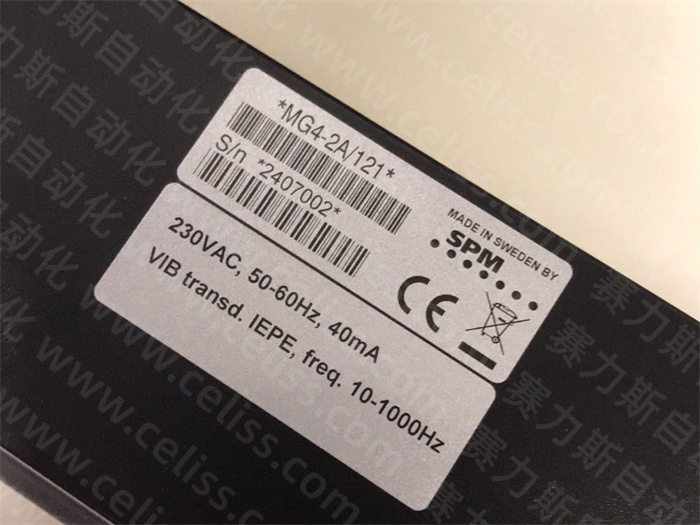 *MG4-2A/121*
S/n *2407002*
MADE IN SWEDEN BY
SPM
CE
230VAC, 50-60Hz, 40mA
VIB transd. IEPE, freq. 10-1000Hz
赛力斯自动化
www.celiss.com